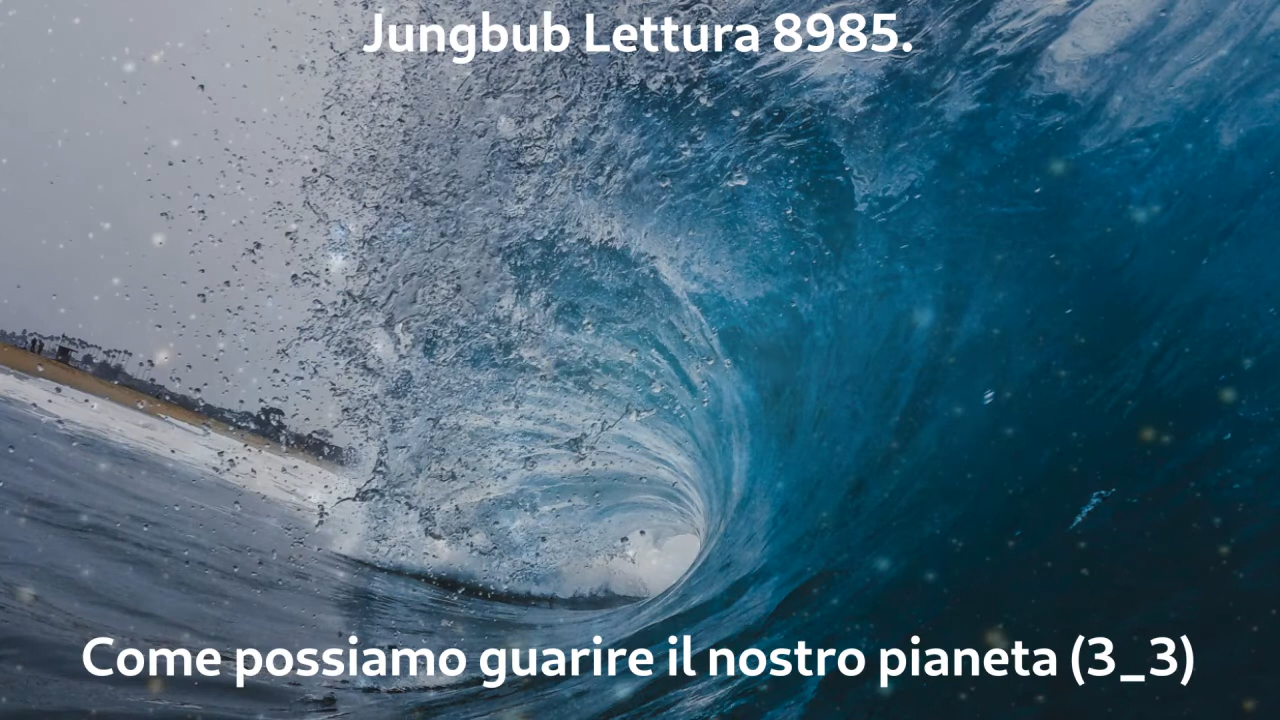 Jungbub Lettura 8985.
Come possiamo guarire il nostro pianeta (3_3)